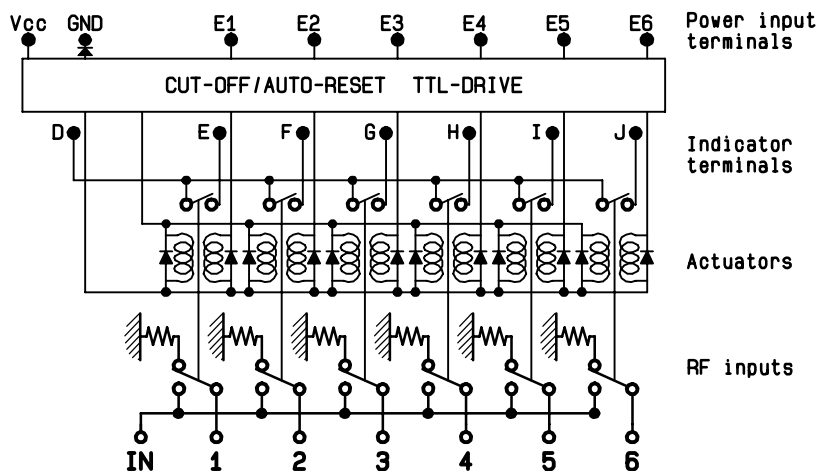 Vcc GND E1 E2 E3 E4 E5 E6 Power input
terminals
CUT-OFF/AUTO-RESET TTL-DRIVE
D E F G H I J Indicator
terminals
Actuators
RF inputs
IN 1 2 3 4 5 6